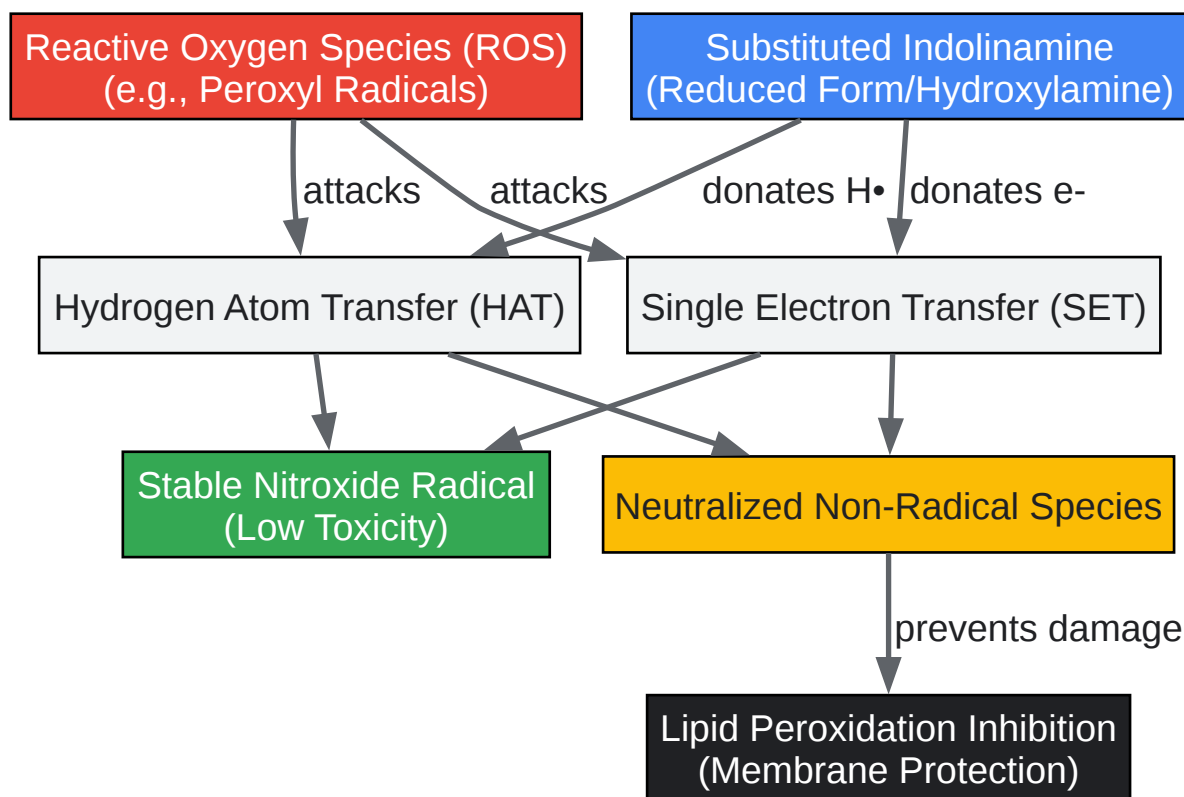 Reactive Oxygen Species (ROS)
(e.g., Peroxyl Radicals)
Substituted Indolinamine
(Reduced Form/Hydroxylamine)
attacks
attacks
donates H•
donates e-
Hydrogen Atom Transfer (HAT)
Single Electron Transfer (SET)
Stable Nitroxide Radical
(Low Toxicity)
Neutralized Non-Radical Species
prevents damage
Lipid Peroxidation Inhibition
(Membrane Protection)